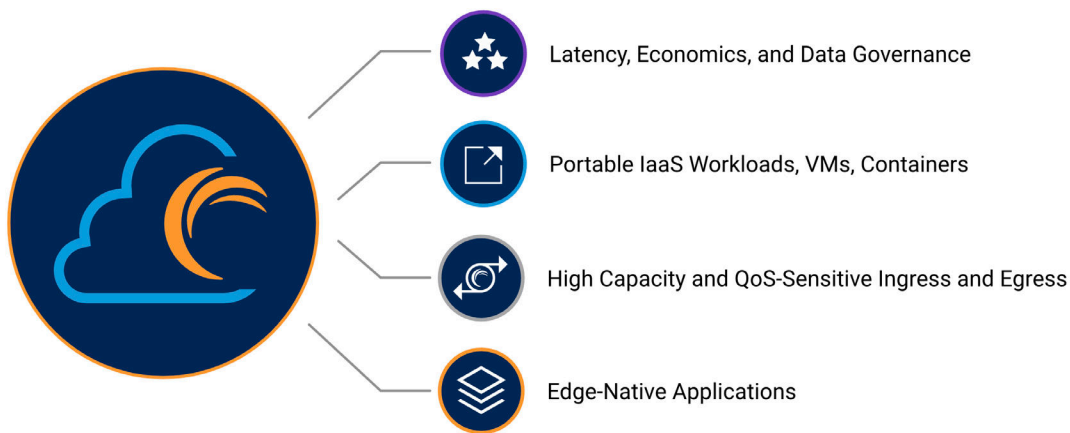 Latency, Economics, and Data Governance
Portable IaaS Workloads, VMs, Containers
High Capacity and QoS-Sensitive Ingress and Egress
Edge-Native Applications